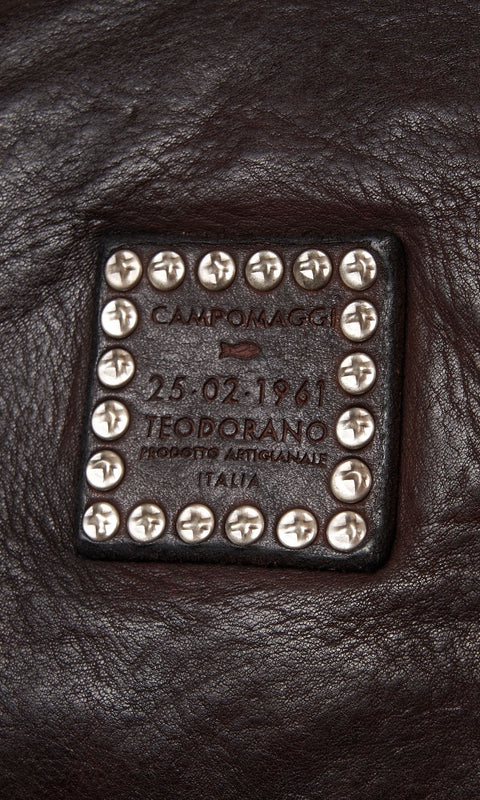 CAMPOMAGGI
25·02·1961
TEODORANO
PRODOTTO ARTIGIANALE
ITALIA